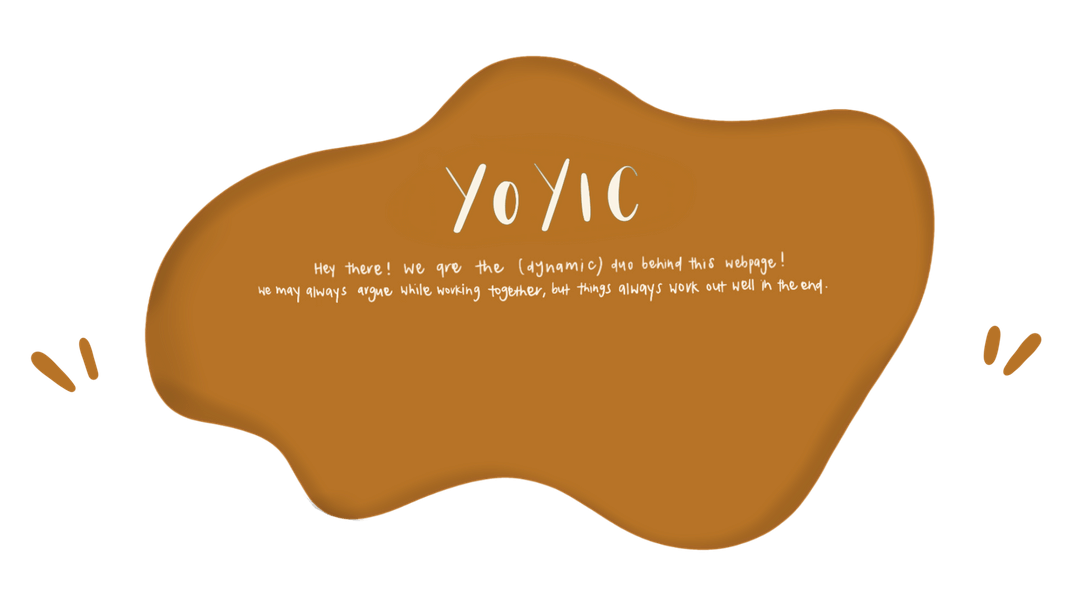 YOYIC
Hey there! we are the (dynamic) duo behind this webpage!
we may always argue while working together, but things always work out well in the end.